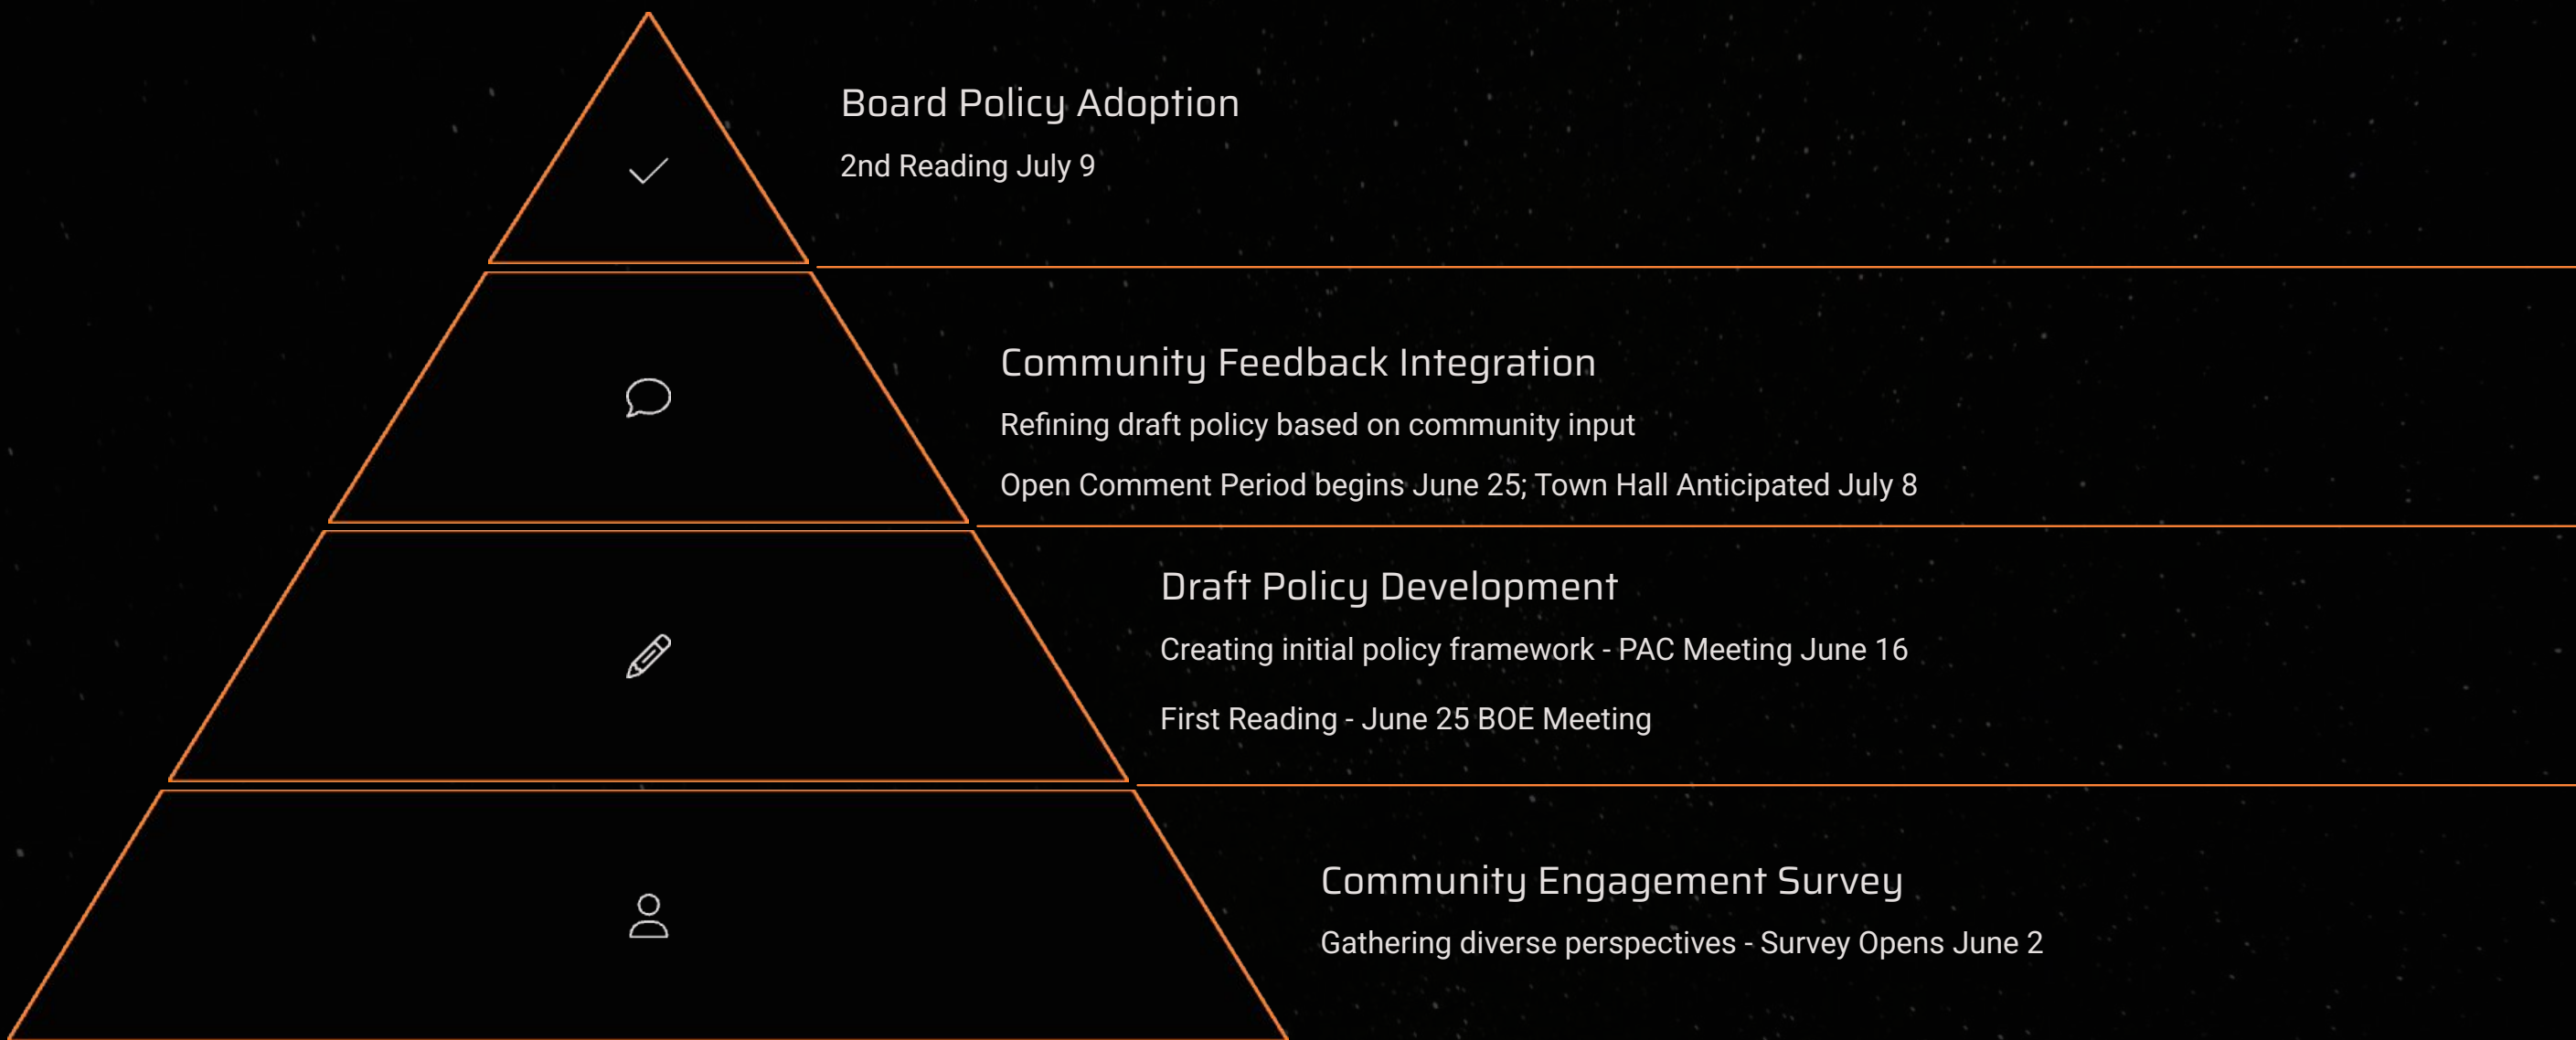 Board Policy Adoption
2nd Reading July 9
Community Feedback Integration
Refining draft policy based on community input
Open Comment Period begins June 25; Town Hall Anticipated July 8
Draft Policy Development
Creating initial policy framework - PAC Meeting June 16
First Reading - June 25 BOE Meeting
Community Engagement Survey
Gathering diverse perspectives - Survey Opens June 2